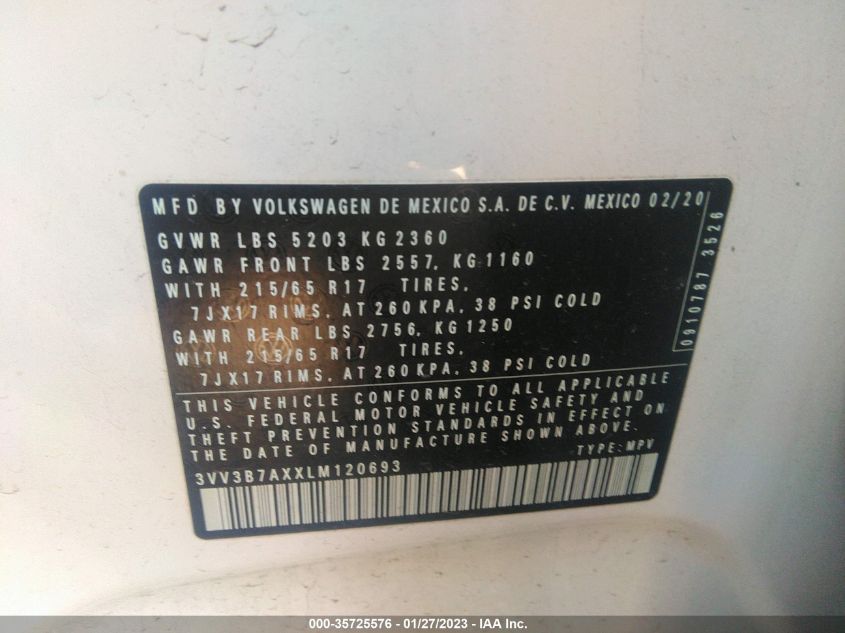 MFD BY VOLKSWAGEN DE MEXICO S.A. DE C.V. MEXICO 02/20
GVWR LBS 5203 KG 2360
GAWR FRONT LBS 2557, KG 1160
WITH 215/65 R17 TIRES,
7JX17 RIMS, AT 260 KPA, 38 PSI COLD
GAWR REAR LBS 2756, KG 1250
WITH 215/65 R17 TIRES,
7JX17 RIMS, AT 260 KPA, 38 PSI COLD
0910787 3526
THIS VEHICLE CONFORMS TO ALL APPLICABLE
U.S. FEDERAL MOTOR VEHICLE SAFETY AND
THEFT PREVENTION STANDARDS IN EFFECT ON
THE DATE OF MANUFACTURE SHOWN ABOVE.
3VV3B7AXXLM120693 TYPE: MPV
000-35725576 - 01/27/2023 - IAA Inc.